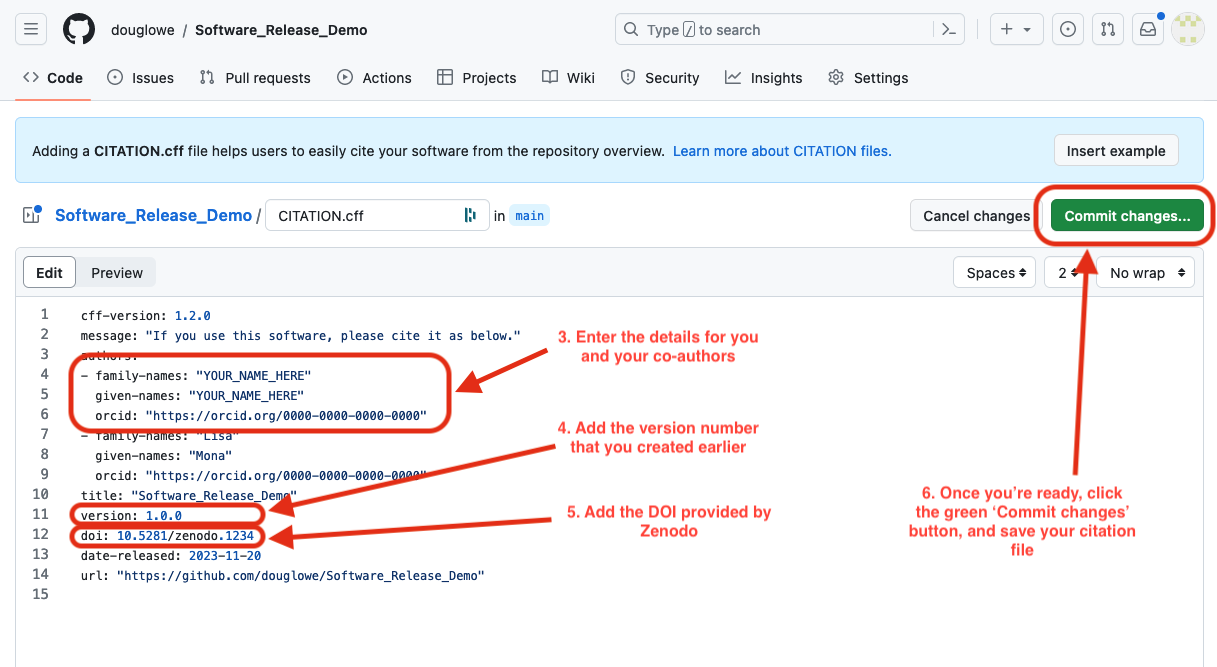 douglowe / Software_Release_Demo
Type / to search
Code Issues Pull requests Actions Projects Wiki Security Insights Settings
Adding a CITATION.cff file helps users to easily cite your software from the repository overview. Learn more about CITATION files.
Insert example
Software_Release_Demo / CITATION.cff in main
Cancel changes
Commit changes...
Edit Preview
Spaces 2 No wrap
1 cff-version: 1.2.0
2 message: "If you use this software, please cite it as below."
3 authors:
4 - family-names: "YOUR_NAME_HERE"
5 given-names: "YOUR_NAME_HERE"
6 orcid: "https://orcid.org/0000-0000-0000-0000"
7 - family-names: "Lisa"
8 given-names: "Mona"
9 orcid: "https://orcid.org/0000-0000-0000-0000"
10 title: "Software_Release_Demo"
11 version: 1.0.0
12 doi: 10.5281/zenodo.1234
13 date-released: 2023-11-20
14 url: "https://github.com/douglowe/Software_Release_Demo"
15
3. Enter the details for you
and your co-authors
4. Add the version number
that you created earlier
5. Add the DOI provided by
Zenodo
6. Once you're ready, click
the green ‘Commit changes’
button, and save your citation
file